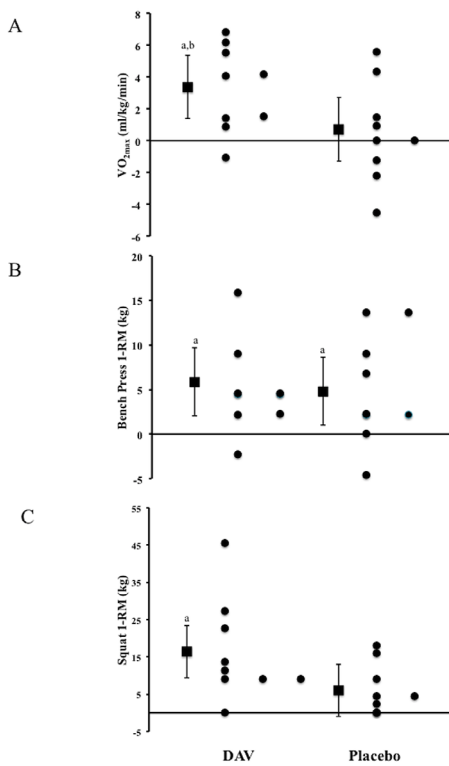 A
VO2max (ml/kg/min)
8
6
4
2
0
-2
-4
-6
a,b
B
Bench Press 1-RM (kg)
20
15
10
5
0
-5
a
a
C
Squat 1-RM (kg)
55
45
35
25
15
5
-5
a
DAV Placebo